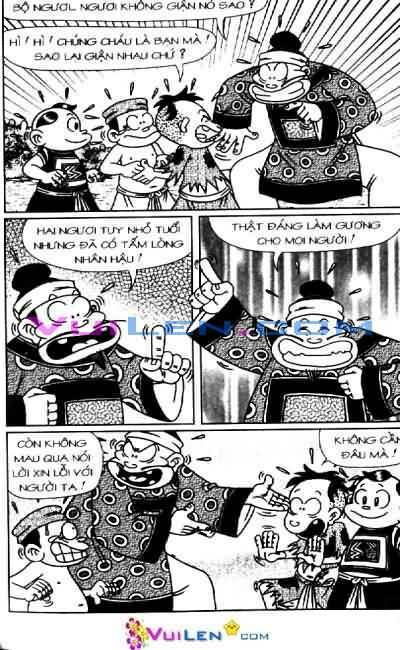 BỘ NGƯƠI.. NGƯƠI KHÔNG GIẬN NÓ SAO ?
HÌ ! HÌ ! CHÚNG CHÁU LÀ BẠN MÀ !
SAO LẠI GIẬN NHAU CHỨ ?
HAI NGƯƠI TUY NHỎ TUỔI
NHƯNG ĐÃ CÓ TẤM LÒNG
NHÂN HẬU !
THẬT ĐÁNG LÀM GƯƠNG
CHO MỌI NGƯỜI !
VUILEN.COM
CÒN KHÔNG
MAU QUA NÓI
LỜI XIN LỖI VỚI
NGƯỜI TA !
KHÔNG CẦN
ĐÂU MÀ !
VUILEN.COM